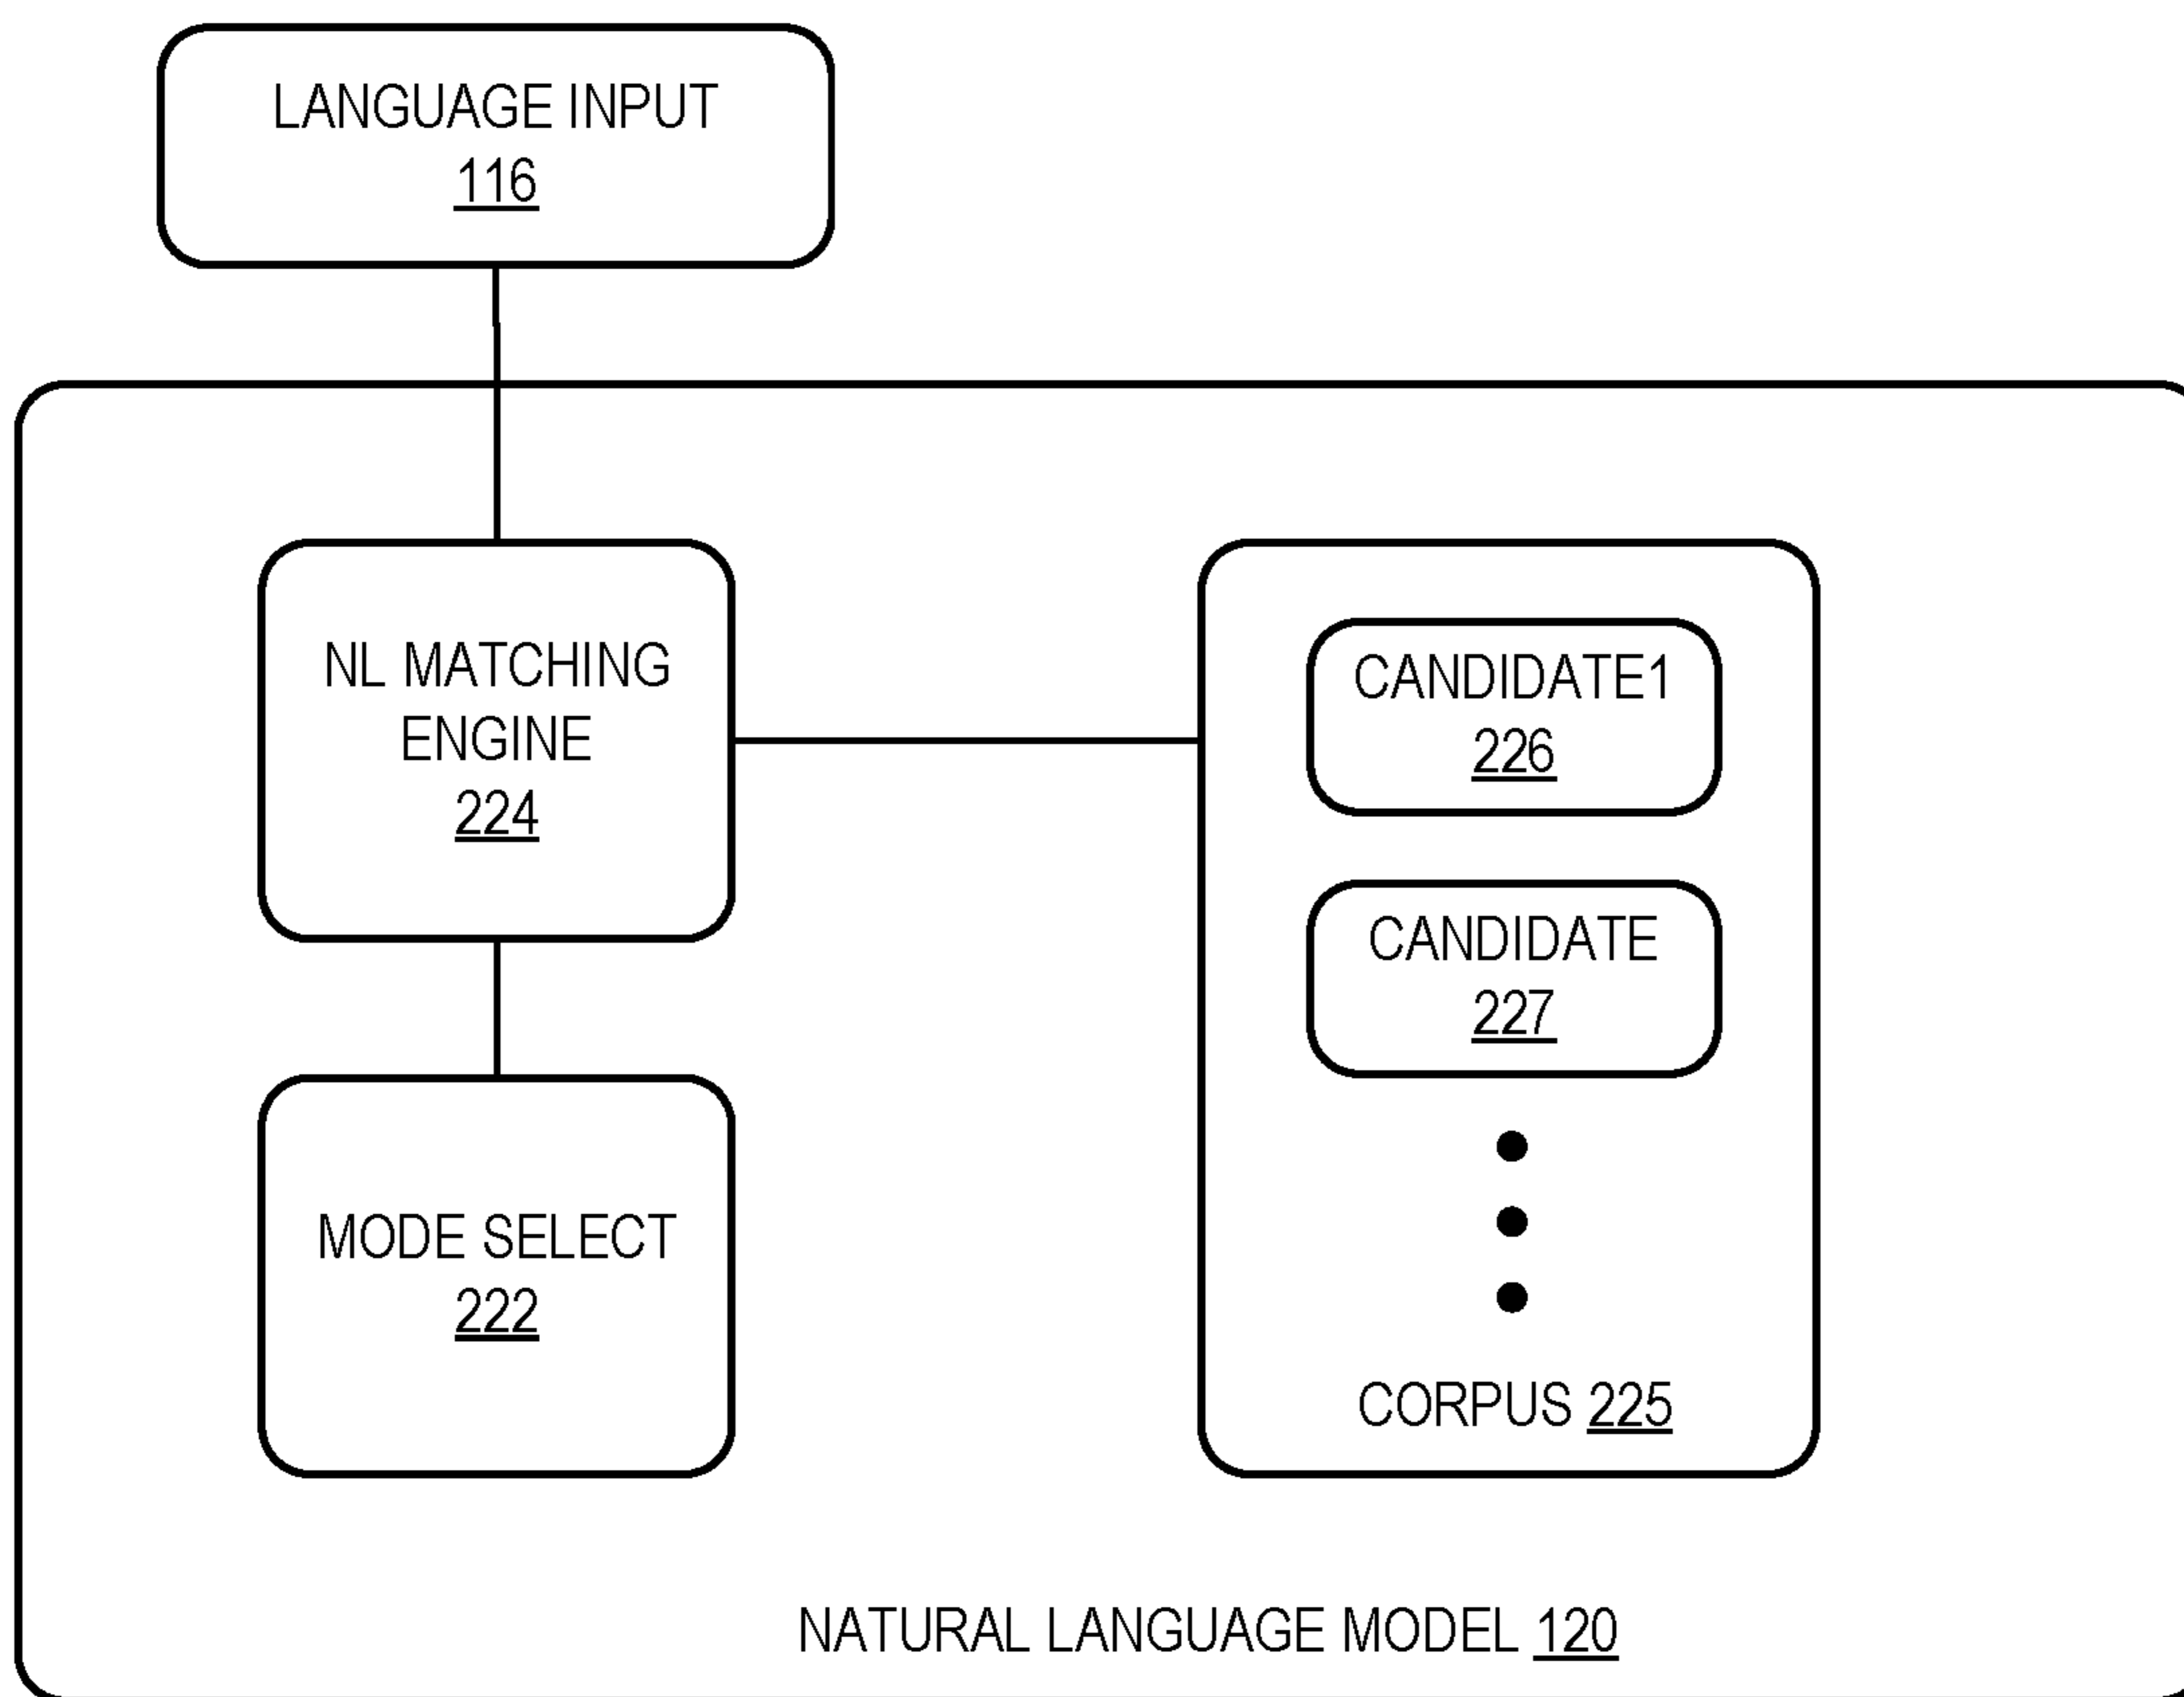 LANGUAGE INPUT
116
NL MATCHING
ENGINE
224
MODE SELECT
222
CANDIDATE1
226
CANDIDATE
227
CORPUS 225
NATURAL LANGUAGE MODEL 120